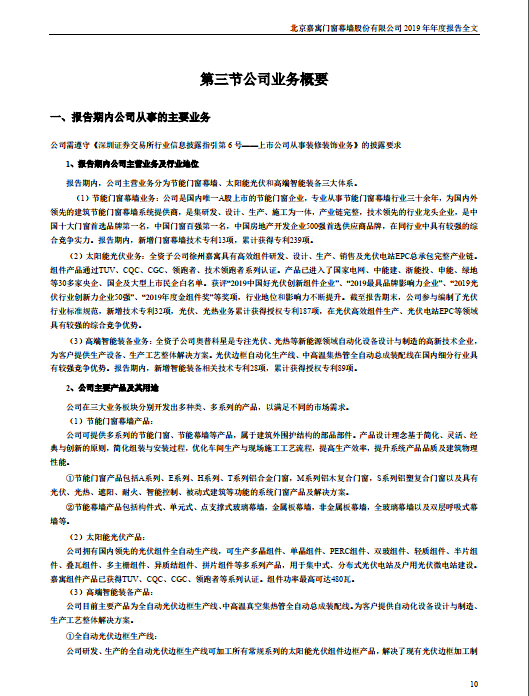 北京嘉寓门窗幕墙股份有限公司 2019 年年度报告全文
第三节公司业务概要
一、报告期内公司从事的主要业务
公司需遵守《深圳证券交易所行业信息披露指引第 6 号——上市公司从事装修装饰业务》的披露要求
1、报告期内公司主营业务及行业地位
报告期内，公司主营业务分为节能门窗幕墙、太阳能光伏和高端智能装备三大体系。
（1）节能门窗幕墙业务：公司是国内唯一A股上市的节能门窗企业，专业从事节能门窗幕墙行业三十余年，为国内外
领先的建筑节能门窗幕墙系统提供商，是集研发、设计、生产、施工为一体，产业链完整，技术领先的行业龙头企业，是中
国十大门窗首选品牌第一名，中国门窗百强第一名，中国房地产开发企业500强首选供应商品牌，在同行业中具有较强的综
合竞争实力。报告期内，新增门窗幕墙技术专利13项，累计获得专利239项。
（2）太阳能光伏业务：全资子公司徐州嘉寓具有高效组件研发、设计、生产、销售及光伏电站EPC总承包完整产业链。
组件产品通过TUV、CQC、CGC、领跑者、技术领跑者系列认证。产品已进入了国家电网、中能建、浙能投、申能、绿地
等30多家央企、国企及大型上市民企白名单。获评“2019中国好光伏创新组件企业”、“2019最具品牌影响力企业”、“2019光
伏行业创新力企业50强”、“2019年度金组件奖”等奖项，行业地位和影响力不断提升。截至报告期末，公司参与编制了光伏
行业标准规范，新增技术专利32项，光伏、光热业务累计获得授权专利187项，在光伏高效组件生产、光伏电站EPC等领域
具有较强的综合竞争优势。
（3）高端智能装备业务：全资子公司奥普科星是专注光伏、光热等新能源领域自动化设备设计与制造的高新技术企业，
为客户提供生产设备、生产工艺整体解决方案。光伏边框自动化生产线、中高温集热管全自动总成装配线在国内细分行业具
有较强竞争优势。报告期内，新增智能装备相关技术专利28项，累计获得授权专利89项。
2、公司主要产品及其用途
公司在三大业务板块分别开发出多种类、多系列的产品，以满足不同的市场需求。
（1）节能门窗幕墙产品：
公司可提供多系列的节能门窗、节能幕墙等产品，属于建筑外围护结构的部品部件。产品设计理念基于简化、灵活、经
典与创新的原则，简化组装与安装过程，优化车间生产与现场施工工艺流程，提高生产效率，提升系统产品品质及建筑物理
性能。
①节能门窗产品包括A系列、E系列、H系列、T系列铝合金门窗，M系列铝木复合门窗，S系列铝塑复合门窗以及具有
光伏、光热、遮阳、耐火、智能控制、被动式建筑等功能的系统门窗产品及解决方案。
②节能幕墙产品包括构件式、单元式、点支撑式玻璃幕墙，金属板幕墙，非金属板幕墙，全玻璃幕墙以及双层呼吸式幕
墙等。
（2）太阳能光伏产品：
公司拥有国内领先的光伏组件全自动生产线，可生产多晶组件、单晶组件、PERC组件、双玻组件、轻质组件、半片组
件、叠瓦组件、多主栅组件、异质结组件、拼片组件等多系列产品，用于集中式、分布式光伏电站及户用光伏微电站建设。
嘉寓组件产品已获得TUV、CQC、CGC、领跑者等系列认证。组件功率最高可达480瓦。
（3）高端智能装备产品：
公司目前主要产品为全自动光伏边框生产线、中高温真空集热管全自动总成装配线。为客户提供自动化设备设计与制造、
生产工艺整体解决方案。
①全自动光伏边框生产线：
公司研发、生产的全自动光伏边框生产线可加工所有常规系列的太阳能光伏组件边框产品，解决了现有光伏边框加工制
10